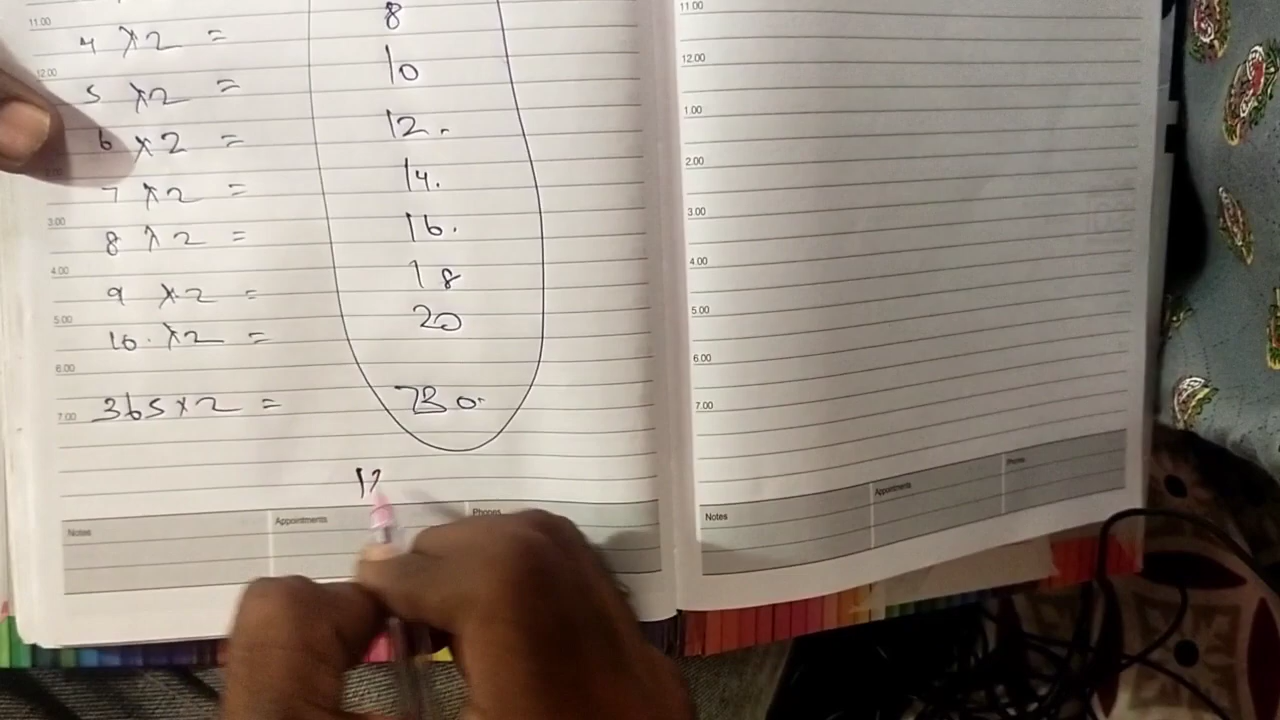 11.00
4 × 2 = 8
12.00
5 × 2 = 10
6 × 2 = 12.
7 × 2 = 14.
3.00
8 × 2 = 16.
4.00
9 × 2 = 18
5.00
10. × 2 = 20
6.00
7.00 365 × 2 = 730.
12
Notes Appointments Phones
11.00
12.00
1.00
2.00
3.00
4.00
5.00
6.00
7.00
Notes Appointments Phone